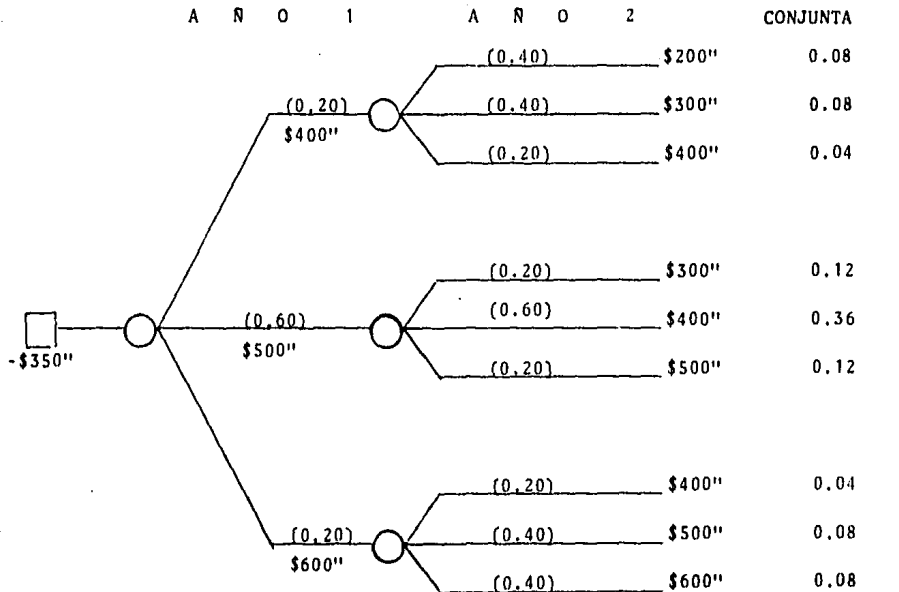 A Ñ O 1 A Ñ O 2 CONJUNTA
(0.40) $200" 0.08
(0,20) (0.40) $300" 0.08
$400"
(0.20) $400" 0.04
(0.20) $300" 0.12
(0,60) (0.60) $400" 0.36
-$350" $500"
(0.20) $500" 0.12
(0,20) $400" 0.04
(0,20) (0.40) $500" 0.08
$600"
(0.40) $600" 0.08